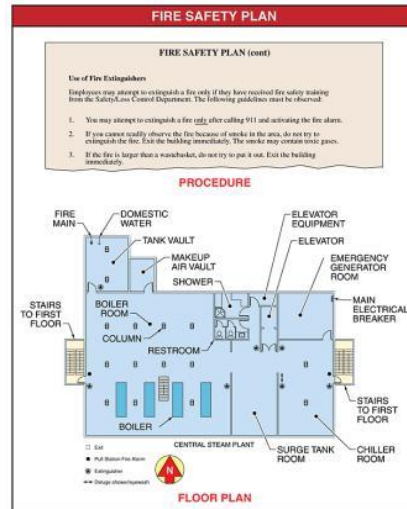 FIRE SAFETY PLAN
FIRE SAFETY PLAN (cont)
Use of Fire Extinguishers
Employees may attempt to extinguish a fire only if they have received fire safety training
from the Safety/Loss Control Department. The following guidelines must be observed:
1. You may attempt to extinguish a fire only after calling 911 and activating the fire alarm.
2. If you cannot readily observe the fire because of smoke in the area, do not try to
extinguish the fire. Exit the building immediately. The smoke may contain toxic gases.
3. If the fire is larger than a wastebasket, do not try to put it out. Exit the building
immediately.
PROCEDURE
FIRE
MAIN
DOMESTIC
WATER
TANK VAULT
MAKEUP
AIR VAULT
SHOWER
ELEVATOR
EQUIPMENT
ELEVATOR
EMERGENCY
GENERATOR
ROOM
BOILER
ROOM
COLUMN
RESTROOM
MAIN
ELECTRICAL
BREAKER
STAIRS
TO FIRST
FLOOR
BOILER
CENTRAL STEAM PLANT
SURGE TANK
ROOM
CHILLER
ROOM
STAIRS
TO FIRST
FLOOR
Exit
Pull Station Fire Alarm
Extinguisher
Deluge shower/eyewash
N
FLOOR PLAN